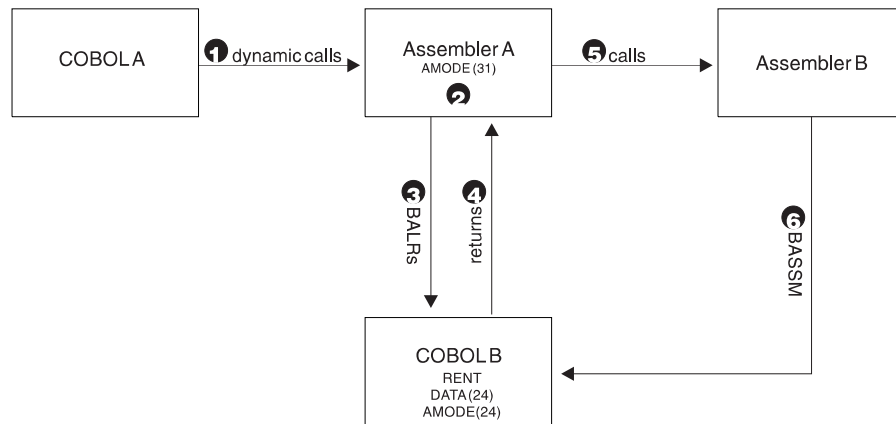 COBOL A
1 dynamic calls
Assembler A
AMODE (31)
2
5 calls
Assembler B
3 BALRs
4 returns
6 BASSM
COBOL B
RENT
DATA (24)
AMODE (24)